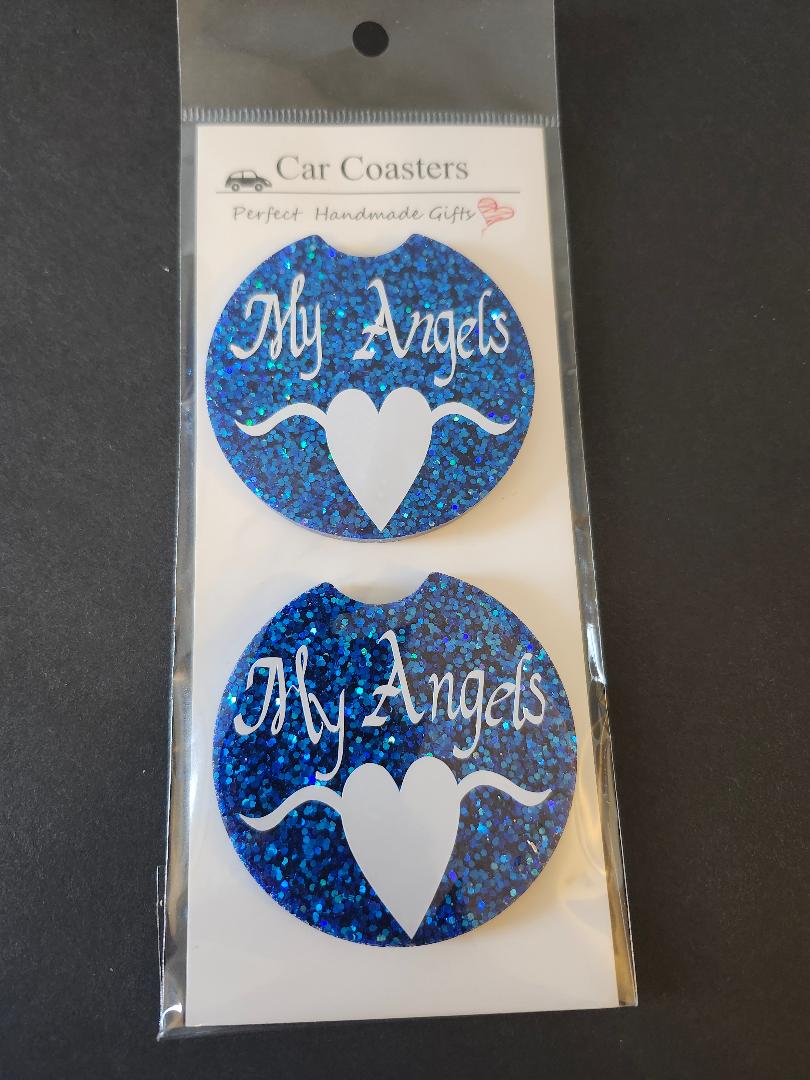 Car Coasters
Perfect Handmade Gifts
My Angels
My Angels